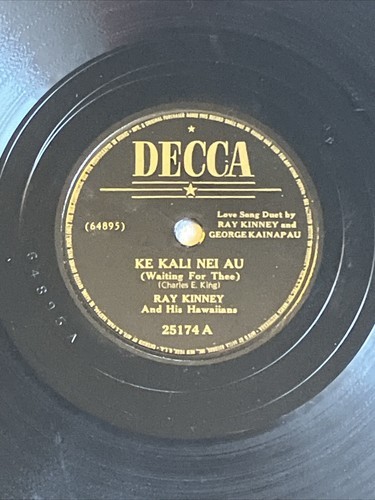 DECCA
(64895)
Love Song Duet by
RAY KINNEY and
GEORGE KAINAPAU
KE KALI NEI AU
(Waiting For Thee)
(Charles E. King)
RAY KINNEY
And His Hawaiians
25174 A
64895